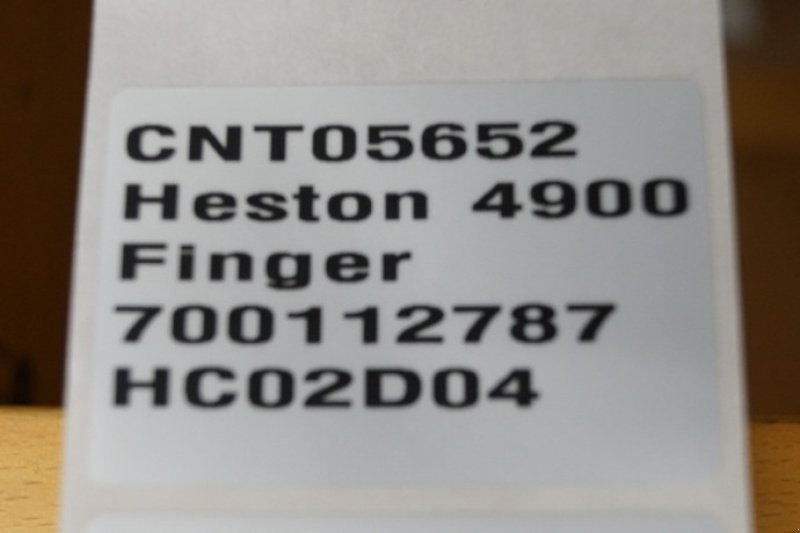 CNT05652
Heston 4900
Finger
700112787
HC02D04